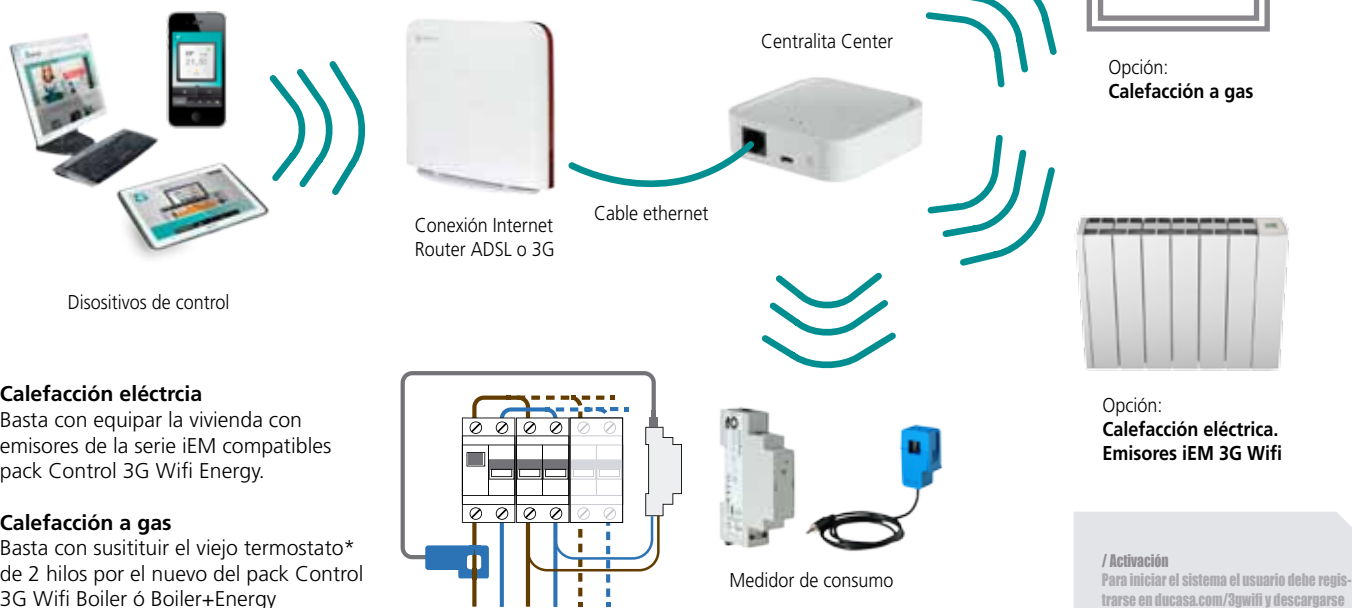 Centralita Center
Opción:
Calefacción a gas
Conexión Internet
Router ADSL o 3G
Cable ethernet
Disositivos de control
Calefacción eléctrcia
Basta con equipar la vivienda con
emisores de la serie iEM compatibles
pack Control 3G Wifi Energy.
Calefacción a gas
Basta con susitituir el viejo termostato*
de 2 hilos por el nuevo del pack Control
3G Wifi Boiler ó Boiler+Energy
Medidor de consumo
Opción:
Calefacción eléctrica.
Emisores iEM 3G Wifi
/ Activación
Para iniciar el sistema el usuario debe regis-
trarse en ducasa.com/3gwifi y descargarse